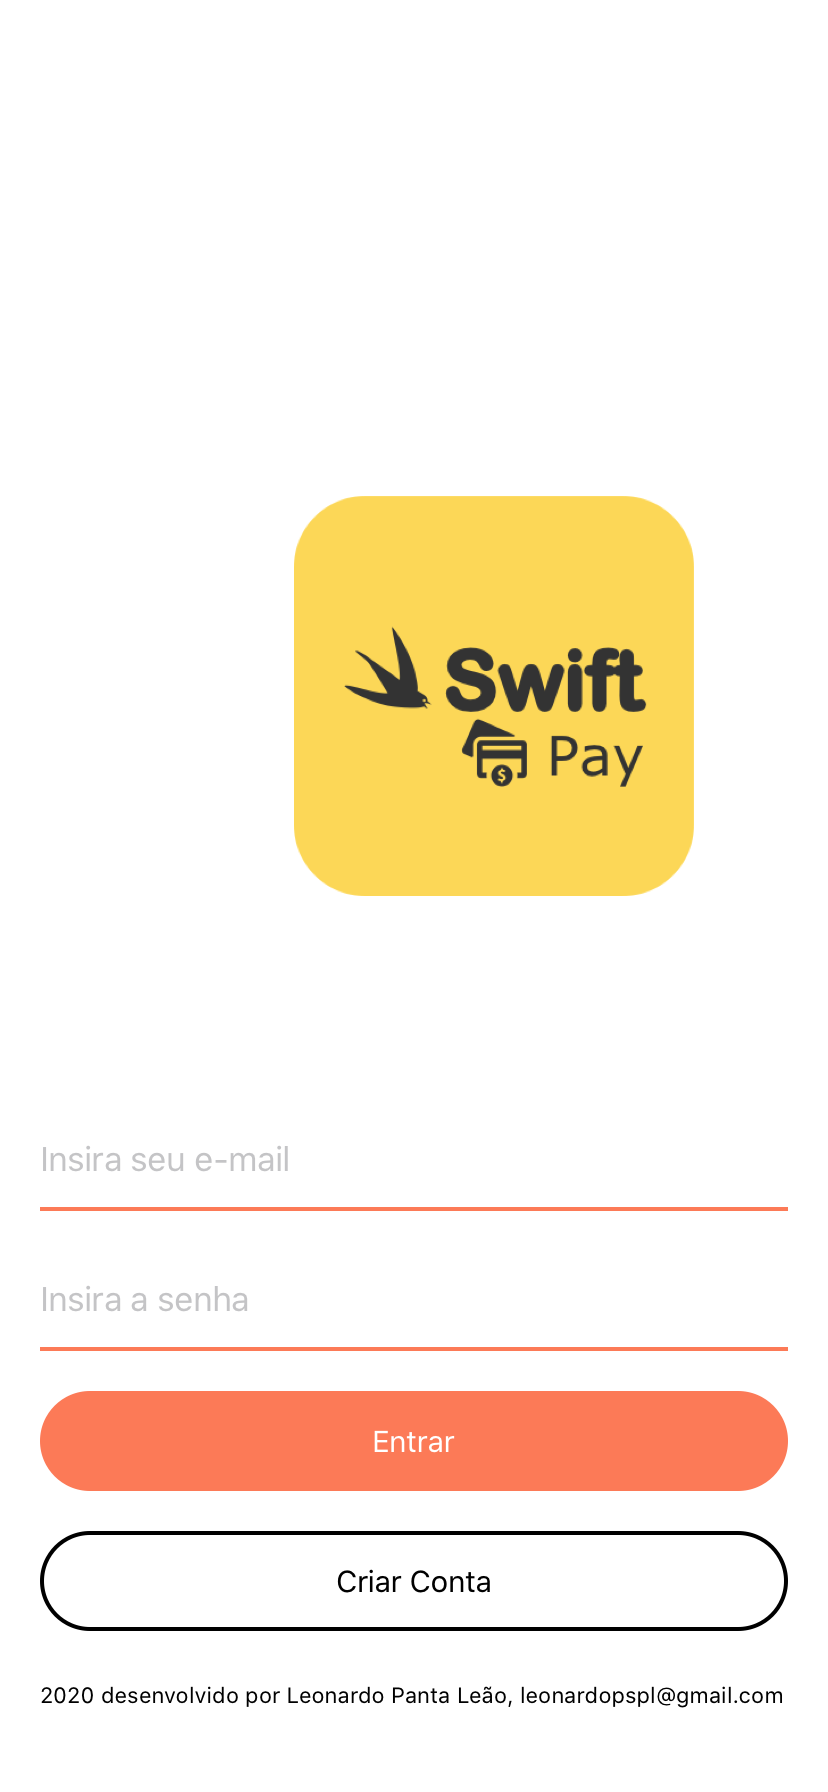 Swift
Pay
Insira seu e-mail
Insira a senha
Entrar
Criar Conta
2020 desenvolvido por Leonardo Panta Leão, leonardopspl@gmail.com